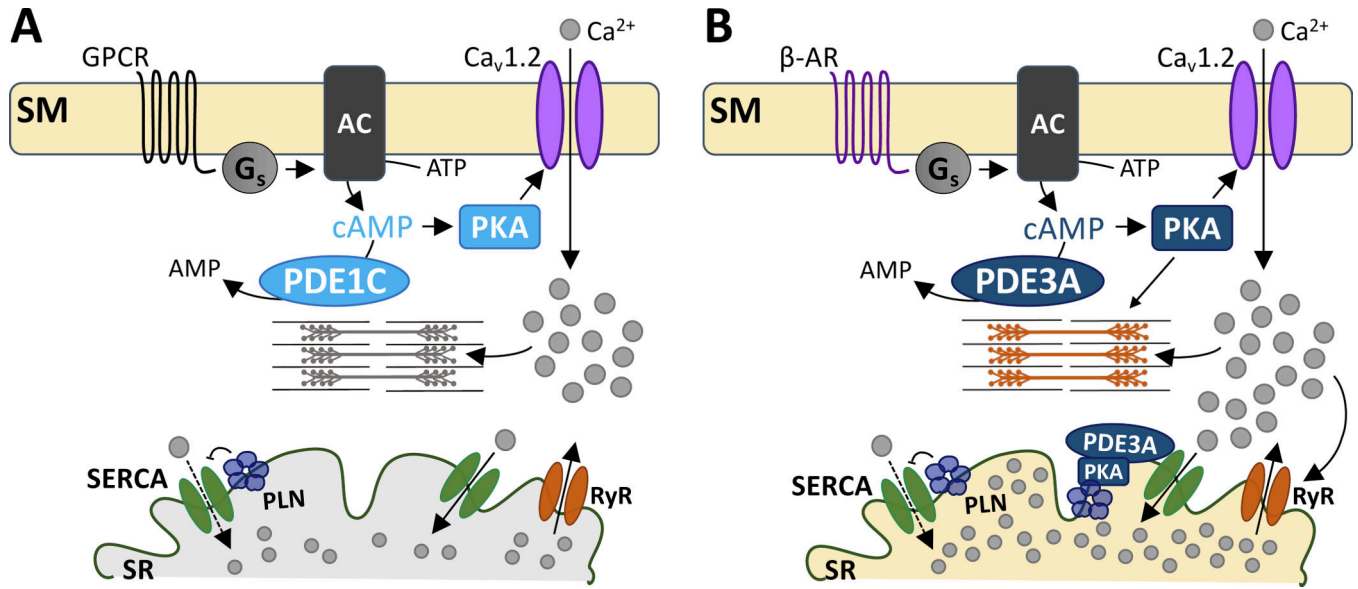 A
GPCR
Caᵥ1.2
Ca²⁺
SM
AC
Gₛ
ATP
cAMP
PKA
AMP
PDE1C
SERCA
PLN
RyR
SR
B
β-AR
Caᵥ1.2
Ca²⁺
SM
AC
Gₛ
ATP
cAMP
PKA
AMP
PDE3A
PDE3A
PKA
SERCA
PLN
RyR
SR